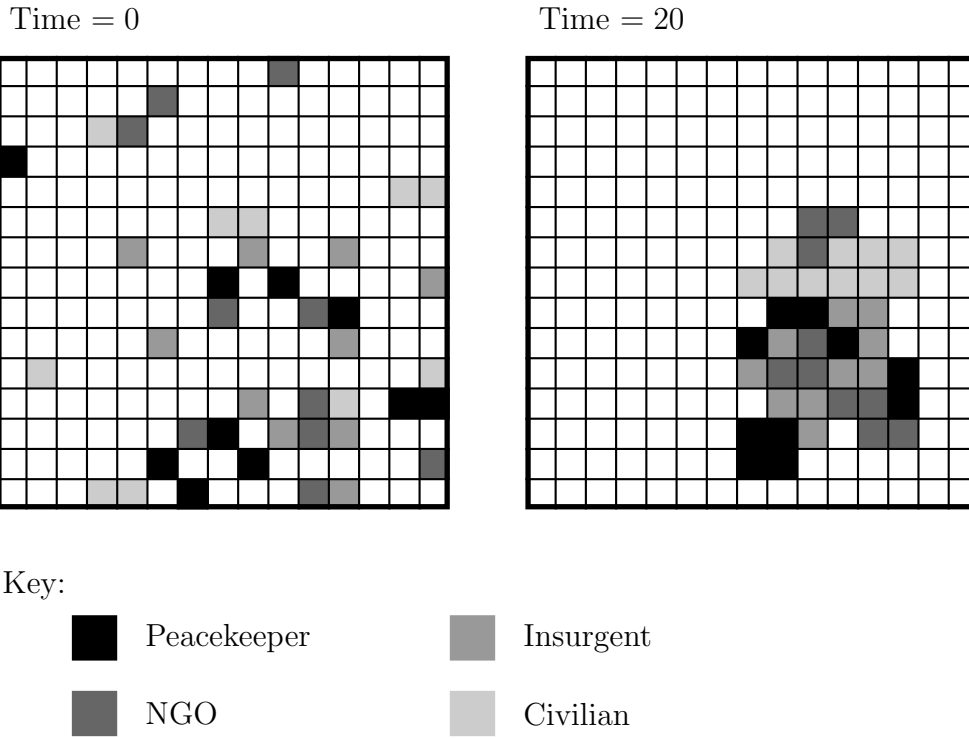 Time = 0
Time = 20
Key:
Peacekeeper
Insurgent
NGO
Civilian